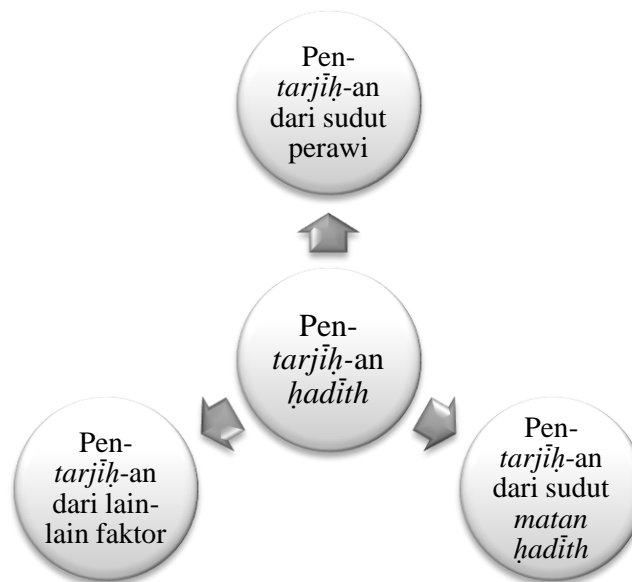 Pen-
tarjīḥ-an
dari sudut
perawi
Pen-
tarjīḥ-an
ḥadīth
Pen-
tarjīḥ-an
dari lain-
lain faktor
Pen-
tarjīḥ-an
dari sudut
matan
ḥadīth